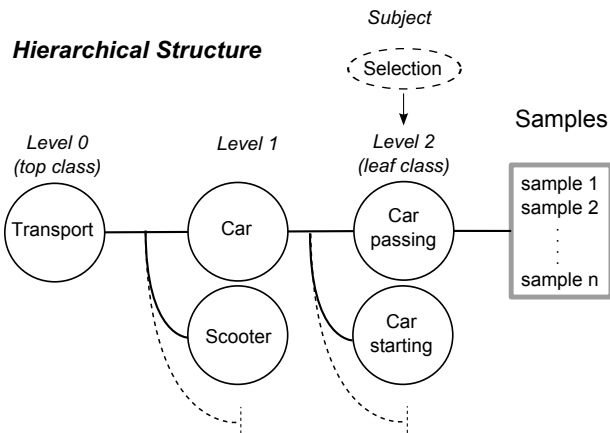 Subject
Hierarchical Structure
Selection
Samples
Level 0
(top class)
Level 1
Level 2
(leaf class)
Transport
Car
Car
passing
sample 1
sample 2
sample n
Scooter
Car
starting